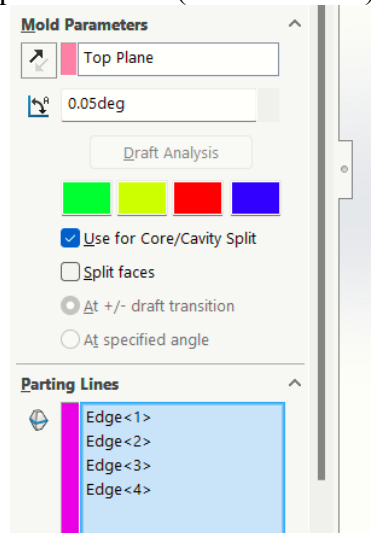 Mold Parameters
Top Plane
0.05deg
Draft Analysis
Use for Core/Cavity Split
Split faces
At +/- draft transition
At specified angle
Parting Lines
Edge<1>
Edge<2>
Edge<3>
Edge<4>